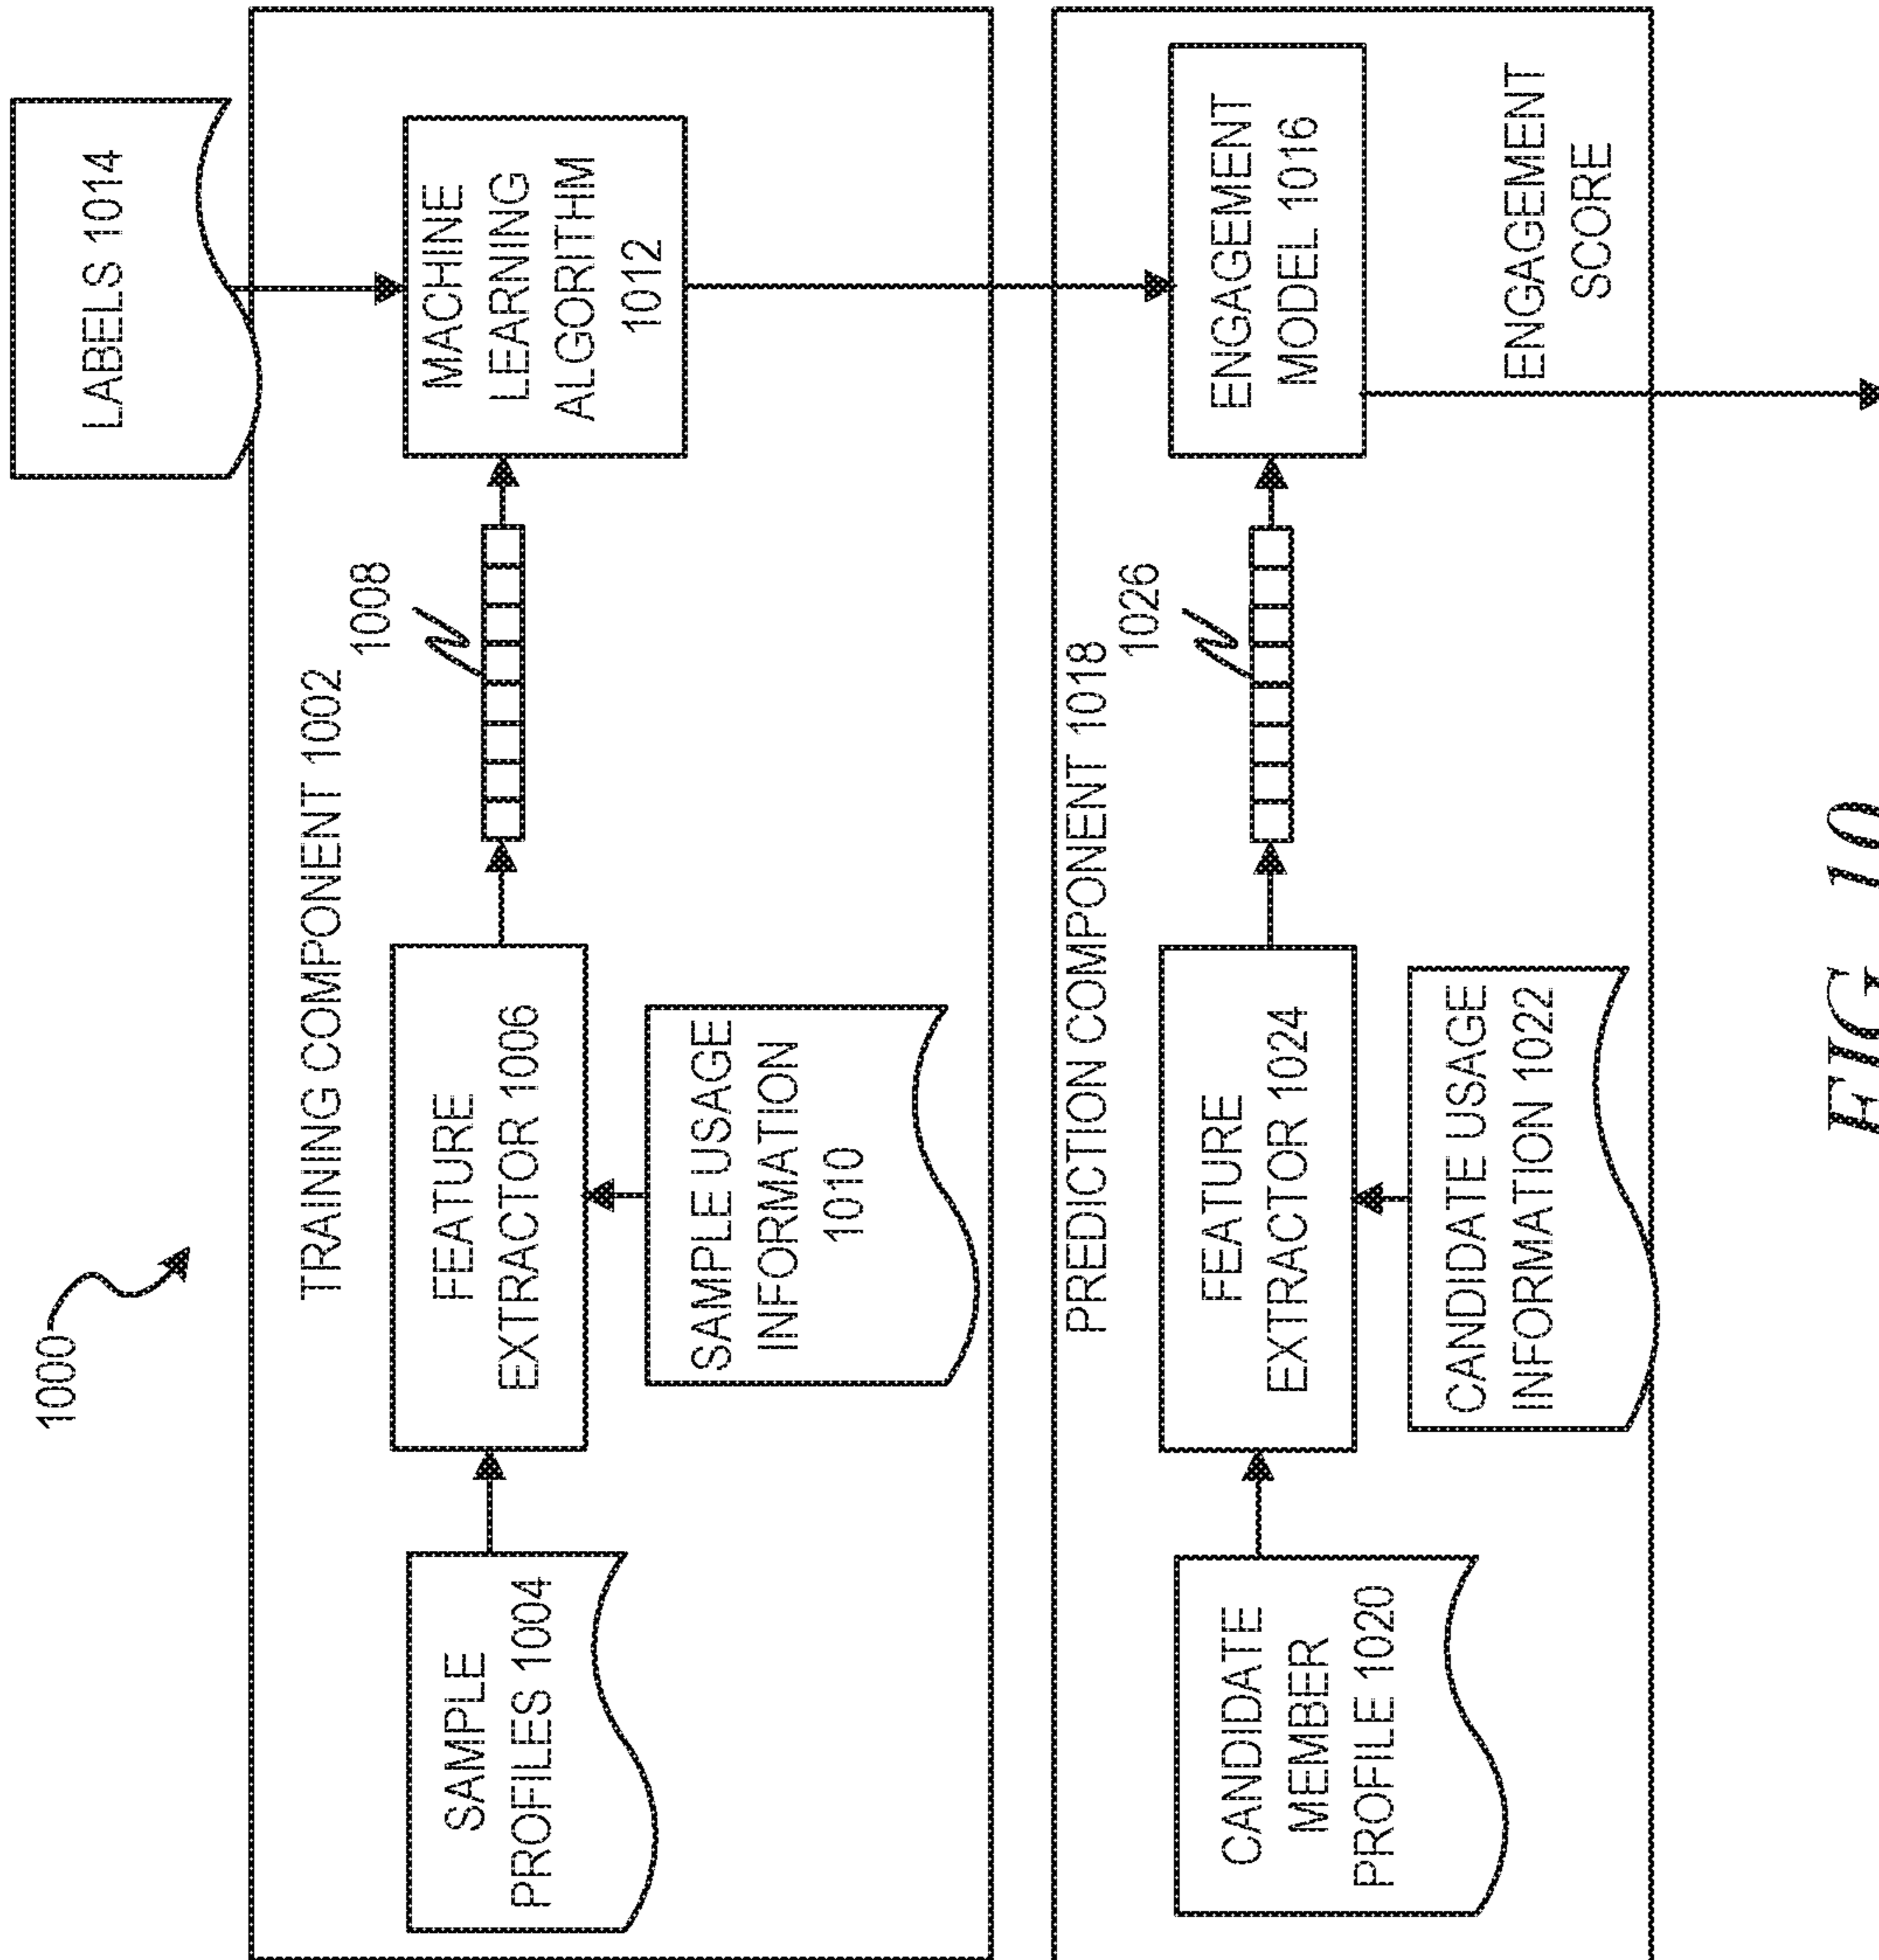 1000
LABELS 1014
TRAINING COMPONENT 1002
1008
SAMPLE
PROFILES 1004
FEATURE
EXTRACTOR 1006
MACHINE
LEARNING
ALGORITHM
1012
SAMPLE USAGE
INFORMATION
1010
PREDICTION COMPONENT 1018
1026
CANDIDATE
MEMBER
PROFILE 1020
FEATURE
EXTRACTOR 1024
ENGAGEMENT
MODEL 1016
CANDIDATE USAGE
INFORMATION 1022
ENGAGEMENT
SCORE
FIG. 10